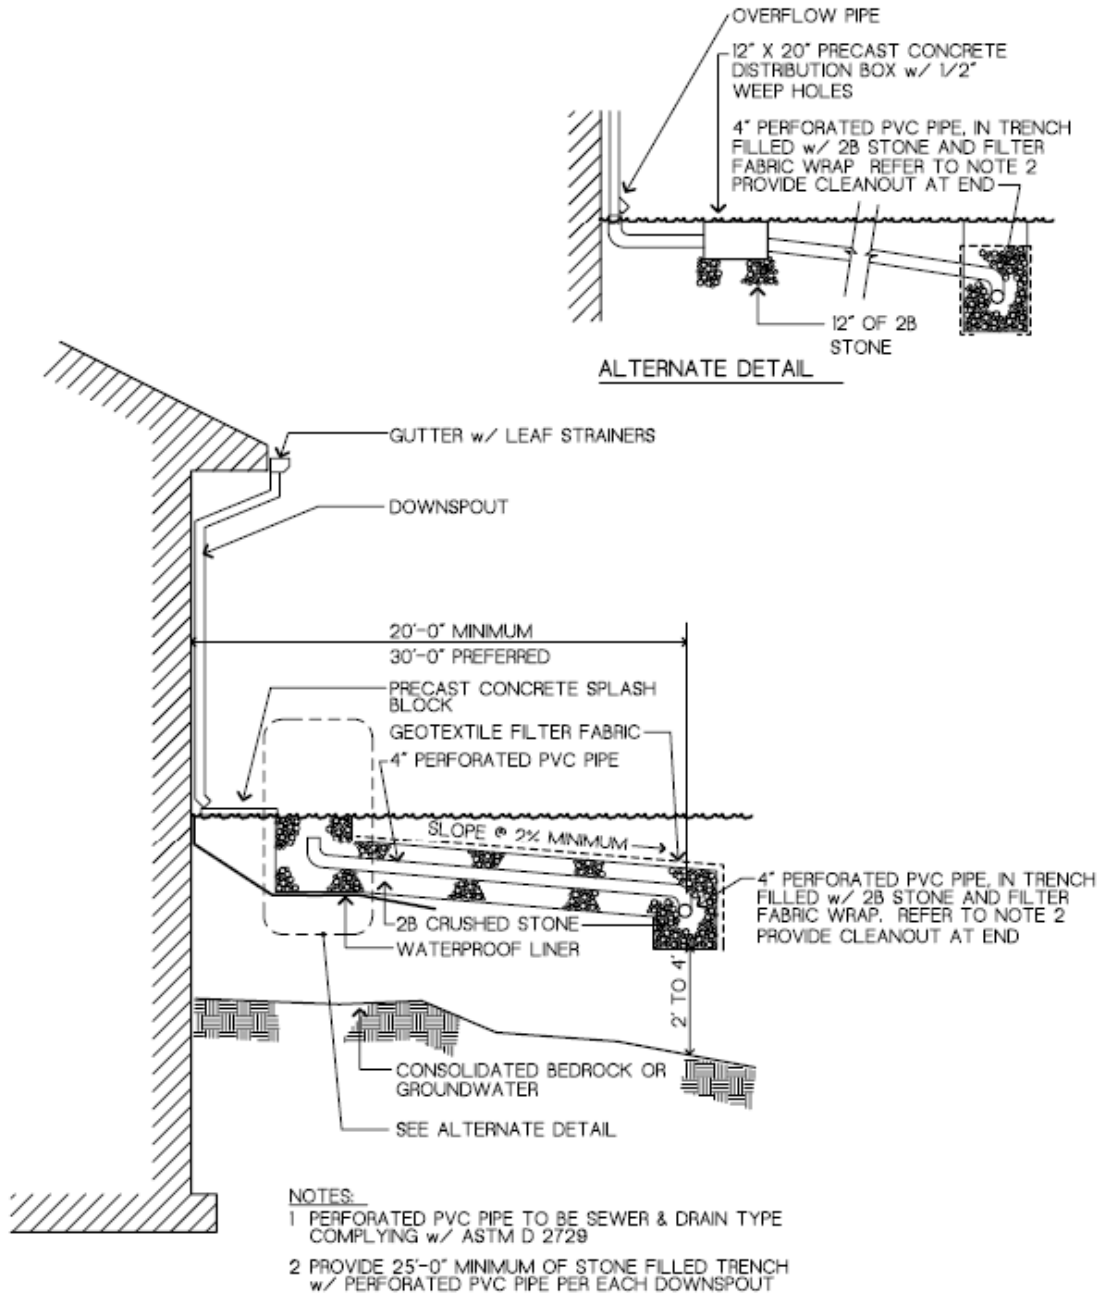 OVERFLOW PIPE
12" X 20" PRECAST CONCRETE
DISTRIBUTION BOX w/ 1/2"
WEEP HOLES
4" PERFORATED PVC PIPE, IN TRENCH
FILLED w/ 2B STONE AND FILTER
FABRIC WRAP REFER TO NOTE 2
PROVIDE CLEANOUT AT END
12" OF 2B
STONE
ALTERNATE DETAIL
GUTTER w/ LEAF STRAINERS
DOWNSPOUT
20'-0" MINIMUM
30'-0" PREFERRED
PRECAST CONCRETE SPLASH
BLOCK
GEOTEXTILE FILTER FABRIC
4" PERFORATED PVC PIPE
SLOPE @ 2% MINIMUM
4" PERFORATED PVC PIPE, IN TRENCH
FILLED w/ 2B STONE AND FILTER
FABRIC WRAP. REFER TO NOTE 2
PROVIDE CLEANOUT AT END
2B CRUSHED STONE
WATERPROOF LINER
2' TO 4'
CONSOLIDATED BEDROCK OR
GROUNDWATER
SEE ALTERNATE DETAIL
NOTES:
1 PERFORATED PVC PIPE TO BE SEWER & DRAIN TYPE
COMPLYING w/ ASTM D 2729
2 PROVIDE 25'-0" MINIMUM OF STONE FILLED TRENCH
w/ PERFORATED PVC PIPE PER EACH DOWNSPOUT